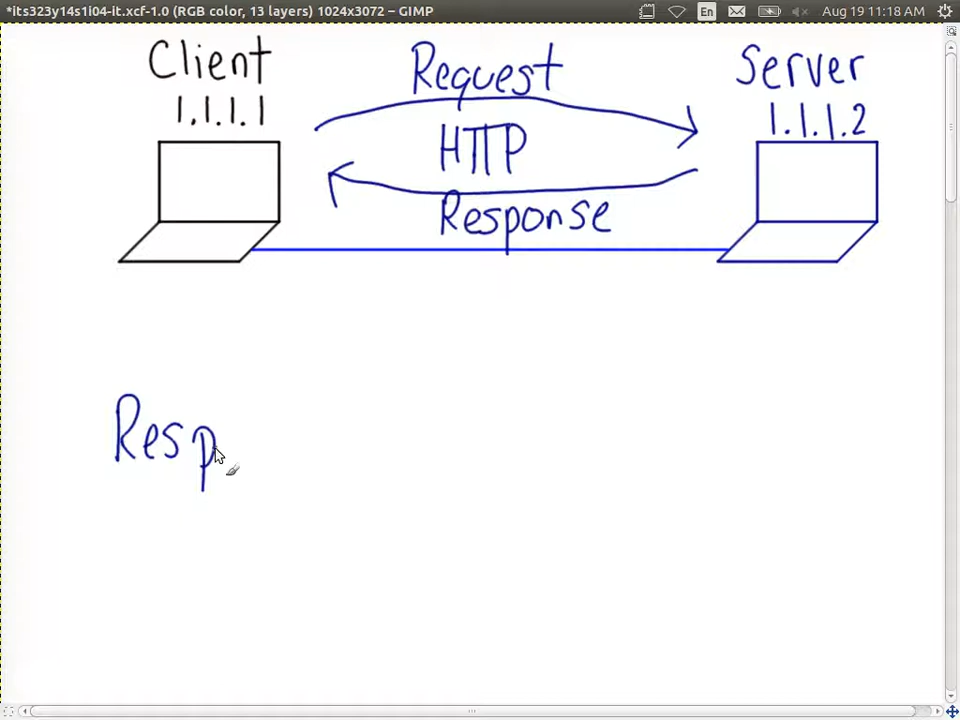 *its323y14s1i04-it.xcf-1.0 (RGB color, 13 layers) 1024x3072 – GIMP
En
Aug 19 11:18 AM
Client
1.1.1.1
Request
HTTP
Response
Server
1.1.1.2
Resp